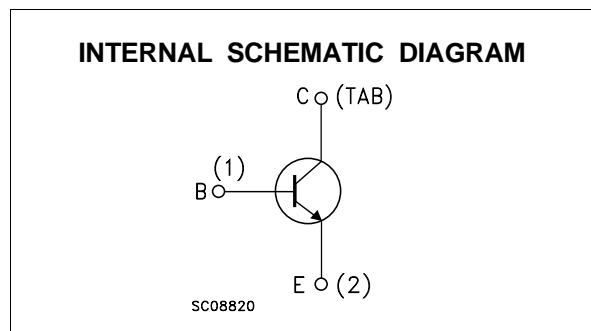 INTERNAL SCHEMATIC DIAGRAM
C (TAB)
(1)
B
E (2)
SC08820